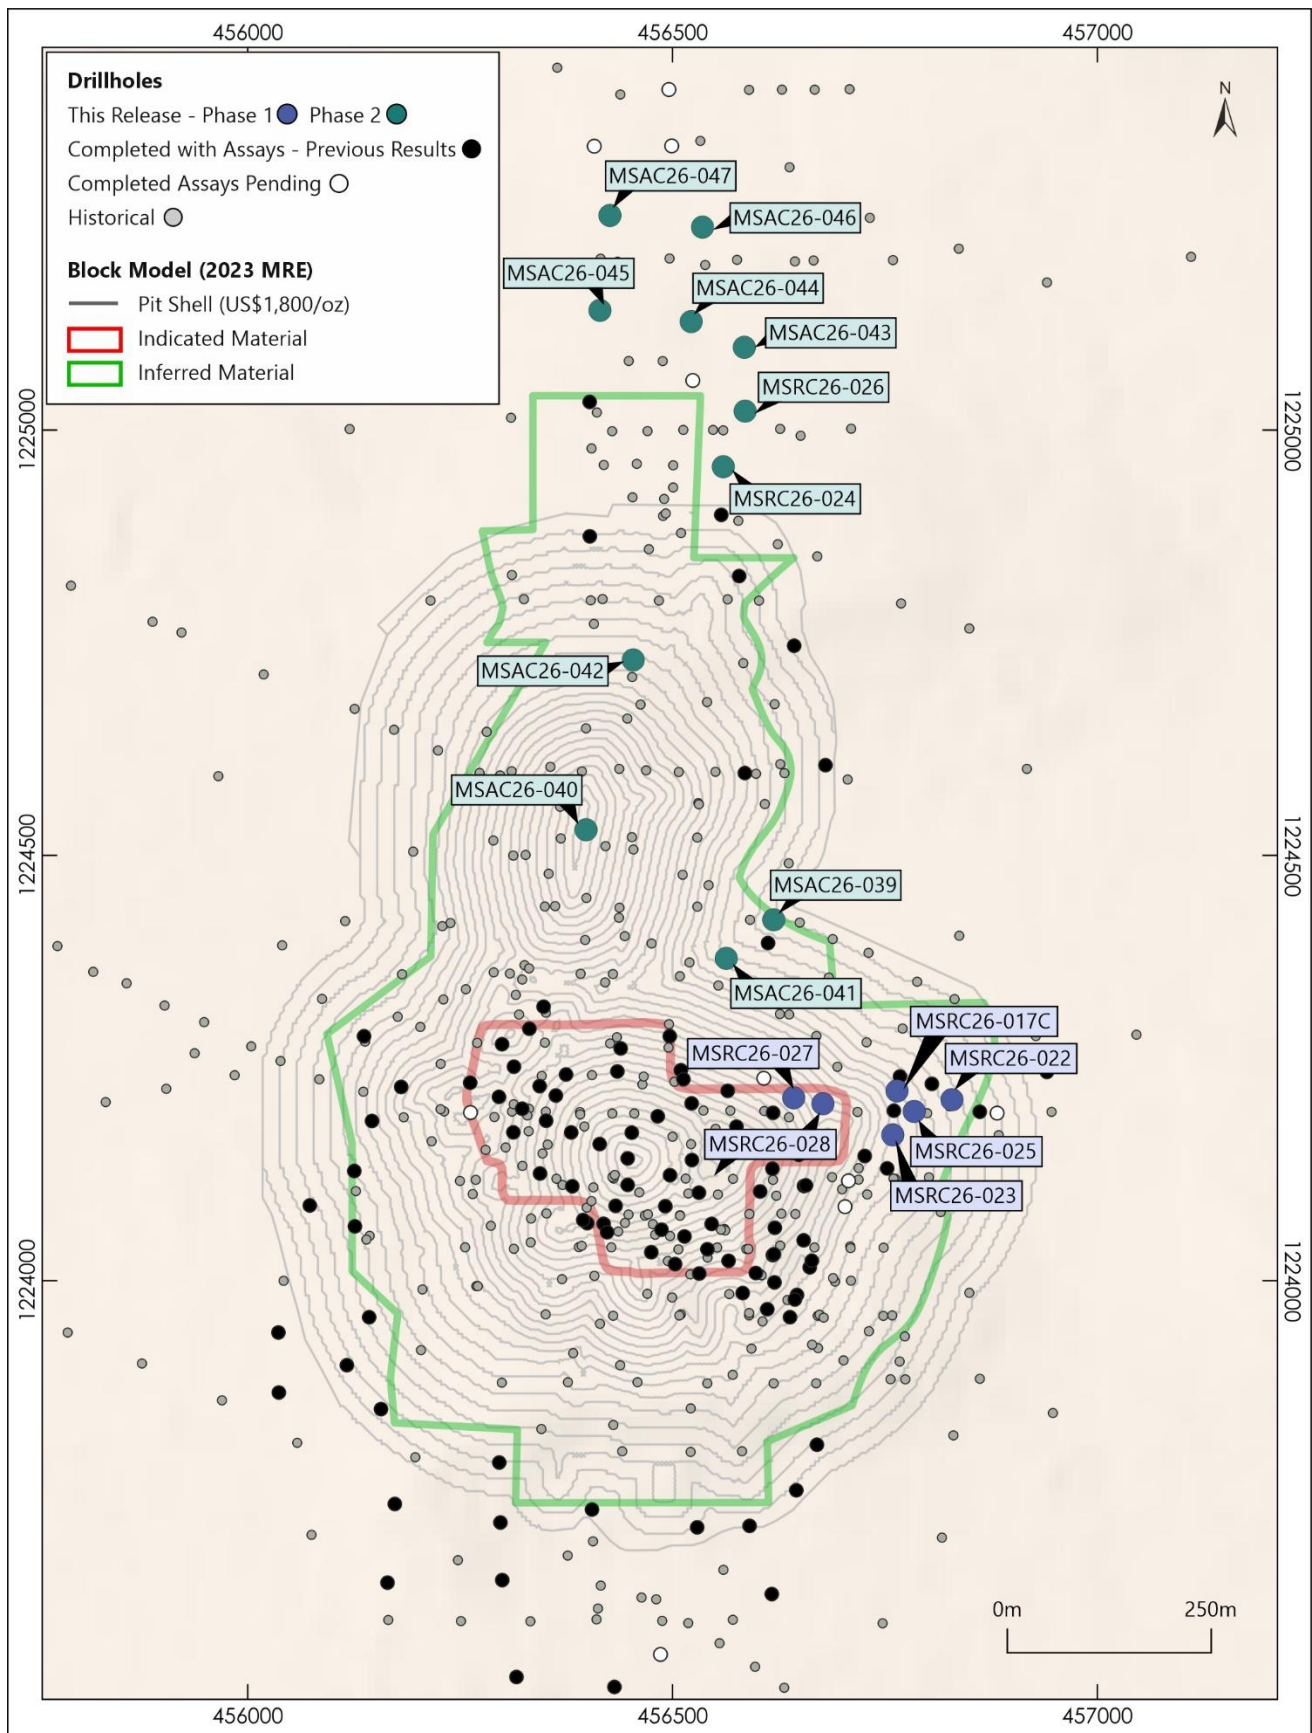 456000
456500
457000
Drillholes
This Release - Phase 1 Phase 2
Completed with Assays - Previous Results
Completed Assays Pending
Historical
Block Model (2023 MRE)
Pit Shell (US$1,800/oz)
Indicated Material
Inferred Material
N
MSAC26-047
MSAC26-046
MSAC26-045
MSAC26-044
MSAC26-043
MSRC26-026
1225000
1225000
MSRC26-024
MSAC26-042
MSAC26-040
1224500
1224500
MSAC26-039
MSAC26-041
MSRC26-017C
MSRC26-027
MSRC26-022
MSRC26-028
MSRC26-025
MSRC26-023
1224000
1224000
0m 250m
456000
456500
457000